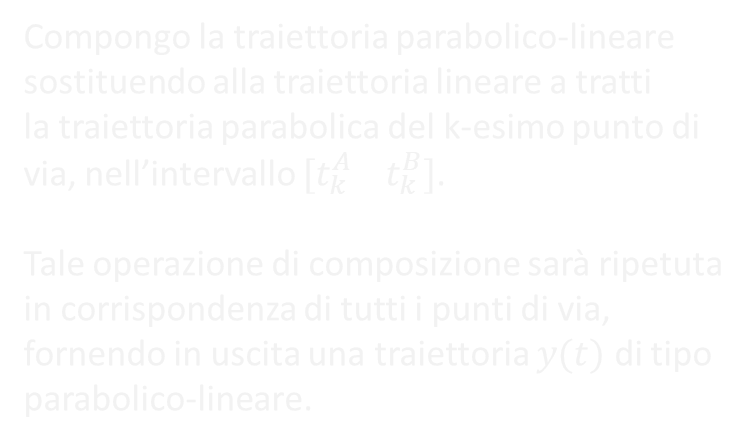 Compongo la traiettoria parabolico-lineare
sostituendo alla traiettoria lineare a tratti
la traiettoria parabolica del k-esimo punto di
via, nell’intervallo [$t_k^A$ $t_k^B$].
Tale operazione di composizione sarà ripetuta
in corrispondenza di tutti i punti di via,
fornendo in uscita una traiettoria $y(t)$ di tipo
parabolico-lineare.